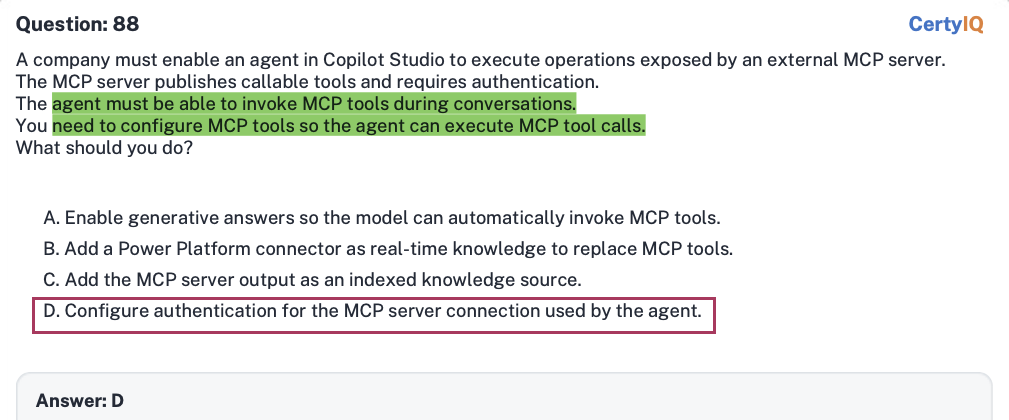 Question: 88
CertyIQ
A company must enable an agent in Copilot Studio to execute operations exposed by an external MCP server.
The MCP server publishes callable tools and requires authentication.
The agent must be able to invoke MCP tools during conversations.
You need to configure MCP tools so the agent can execute MCP tool calls.
What should you do?
A. Enable generative answers so the model can automatically invoke MCP tools.
B. Add a Power Platform connector as real-time knowledge to replace MCP tools.
C. Add the MCP server output as an indexed knowledge source.
D. Configure authentication for the MCP server connection used by the agent.
Answer: D